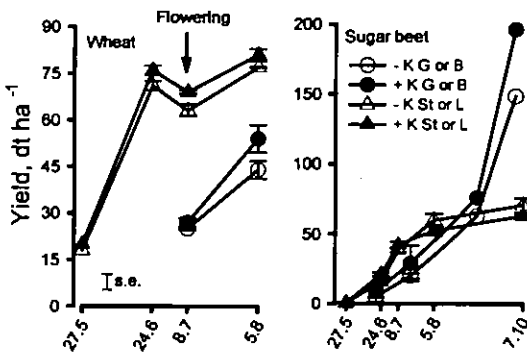 Flowering
Wheat
Yield, dt ha⁻¹
90
75
60
45
30
15
0
s.e.
27.5
24.6
8.7
5.8
Sugar beet
- K G or B
+ K G or B
- K St or L
+ K St or L
200
150
100
50
0
27.5
24.6
8.7
5.8
7.10